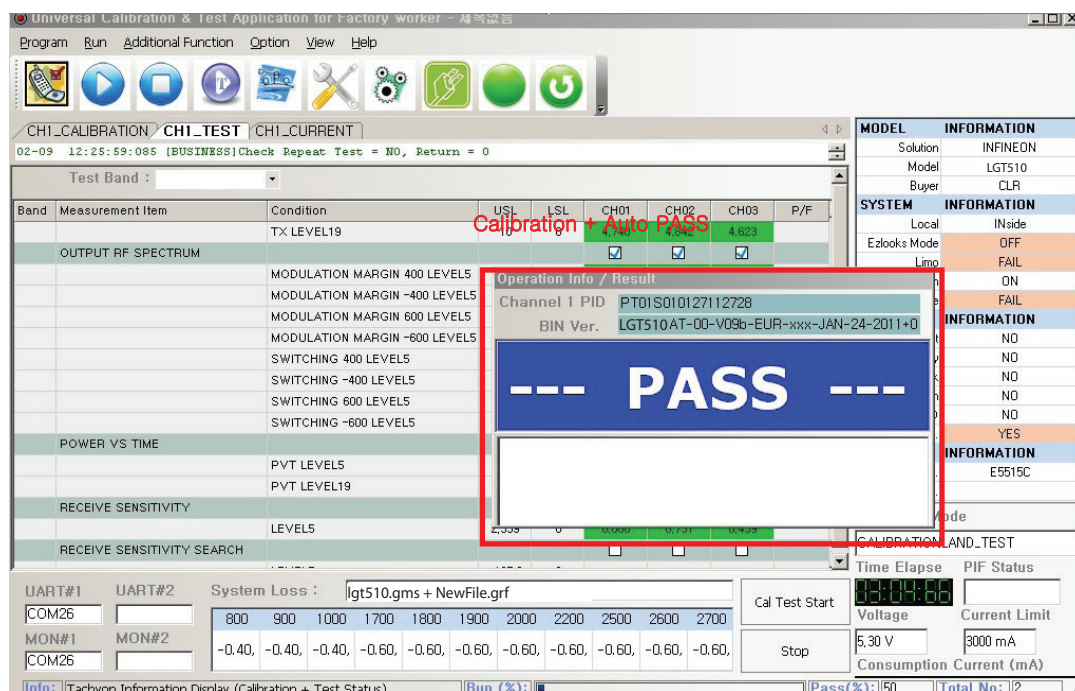 Universal Calibration & Test Application for Factory worker - 제목없음
Program Run Additional Function Option View Help
CH1_CALIBRATION CH1_TEST CH1_CURRENT
02-09 12:25:59:085 [BUSINESS]Check Repeat Test = NO, Return = 0
Test Band :
Band Measurement Item Condition USL LSL CH01 CH02 CH03 P/F
Calibration + Auto PASS
TX LEVEL19 10 0 4,740 4,842 4,623
OUTPUT RF SPECTRUM
MODULATION MARGIN 400 LEVEL5
MODULATION MARGIN -400 LEVEL5
MODULATION MARGIN 600 LEVEL5
MODULATION MARGIN -600 LEVEL5
SWITCHING 400 LEVEL5
SWITCHING -400 LEVEL5
SWITCHING 600 LEVEL5
SWITCHING -600 LEVEL5
POWER VS TIME
PVT LEVEL5
PVT LEVEL19
RECEIVE SENSITIVITY
LEVEL5
RECEIVE SENSITIVITY SEARCH
Operation Info / Result
Channel 1 PID PT01S010127112728
BIN Ver. LGT510AT-00-V09b-EUR-xxx-JAN-24-2011+0
--- PASS ---
MODEL INFORMATION
Solution INFINEON
Model LGT510
Buyer CLR
SYSTEM INFORMATION
Local INside
Ezlooks Mode OFF
Limo FAIL
ON
FAIL
INFORMATION
NO
NO
NO
NO
NO
YES
INFORMATION
E5515C
CALIBRATIONLAND_TEST
Time Elapse PIF Status
Voltage Current Limit
5,30 V 3000 mA
Consumption Current (mA)
UART#1 UART#2 System Loss : lgt510.gms + NewFile.grf
COM26
MON#1 MON#2
COM26
800 900 1000 1700 1800 1900 2000 2200 2500 2600 2700
-0.40, -0.40, -0.40, -0.60, -0.60, -0.60, -0.60, -0.60, -0.60, -0.60, -0.60,
Cal Test Start
Stop
Info: Tachyon Information Display (Calibration + Test Status) Run (%): Pass(%): 50 Total No: 2